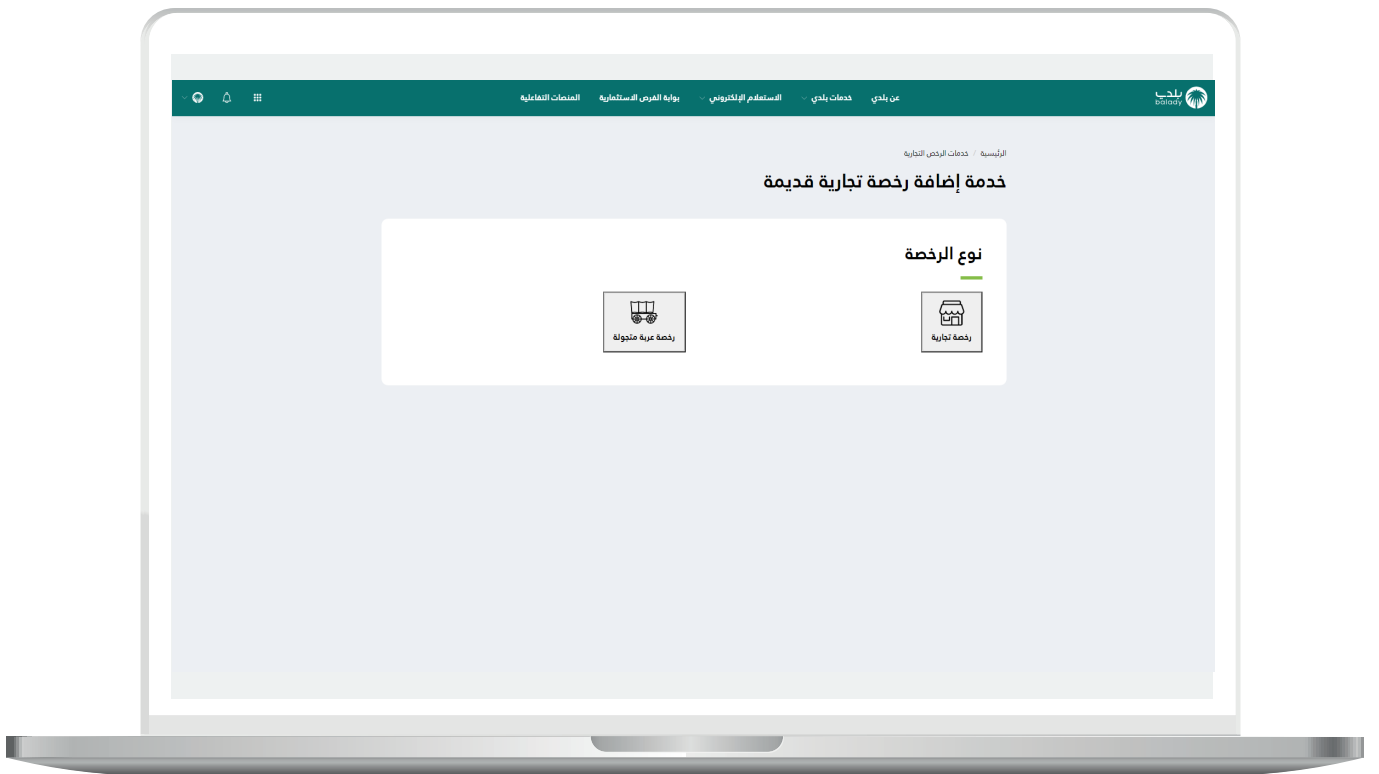 بلدي
balady
عن بلدي خدمات بلدي الاستعلام الإلكتروني بوابة الفرص الاستثمارية المنصات التفاعلية
الرئيسية / خدمات الرخص التجارية
خدمة إضافة رخصة تجارية قديمة
نوع الرخصة
رخصة تجارية
رخصة عربة متجولة